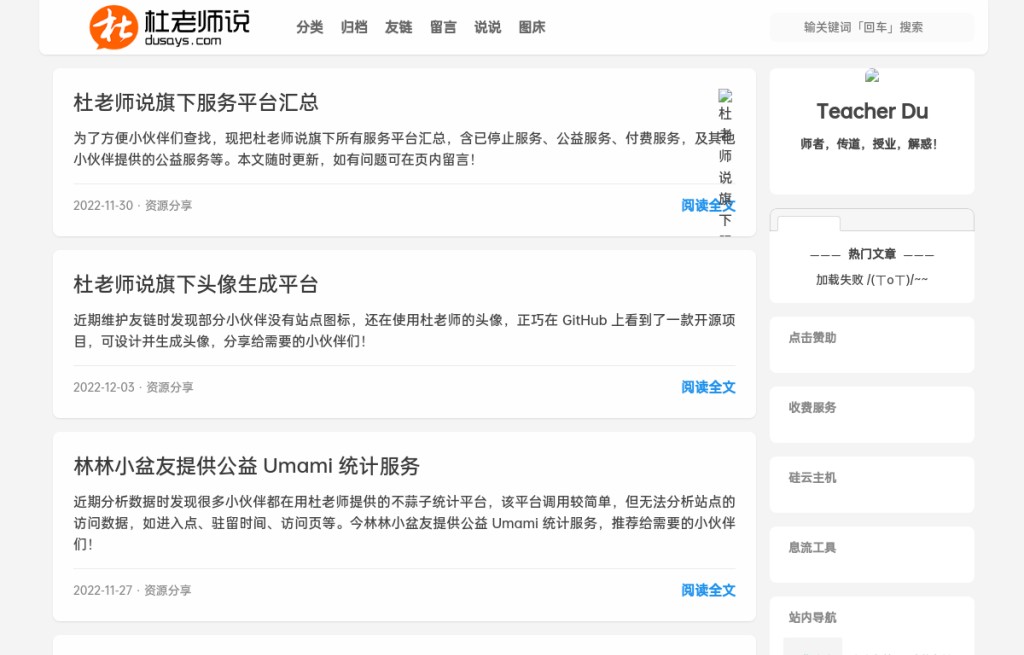 杜老师说
dusays.com
分类 归档 友链 留言 说说 图床
输关键词「回车」搜索
杜老师说旗下服务平台汇总
为了方便小伙伴们查找，现把杜老师说旗下所有服务平台汇总，含已停止服务、公益服务、付费服务，及其他
小伙伴提供的公益服务等。本文随时更新，如有问题可在页内留言！
2022-11-30 · 资源分享
阅读全文
杜
老
师
说
旗
下
杜老师说旗下头像生成平台
近期维护友链时发现部分小伙伴没有站点图标，还在使用杜老师的头像，正巧在 GitHub 上看到了一款开源项
目，可设计并生成头像，分享给需要的小伙伴们！
2022-12-03 · 资源分享
阅读全文
林林小盆友提供公益 Umami 统计服务
近期分析数据时发现很多小伙伴都在用杜老师提供的不蒜子统计平台，该平台调用较简单，但无法分析站点的
访问数据，如进入点、驻留时间、访问页等。今林林小盆友提供公益 Umami 统计服务，推荐给需要的小伙伴
们！
2022-11-27 · 资源分享
阅读全文
Teacher Du
师者，传道，授业，解惑！
——— 热门文章 ———
加载失败 /(ㄒoㄒ)/~~
点击赞助
收费服务
硅云主机
息流工具
站内导航